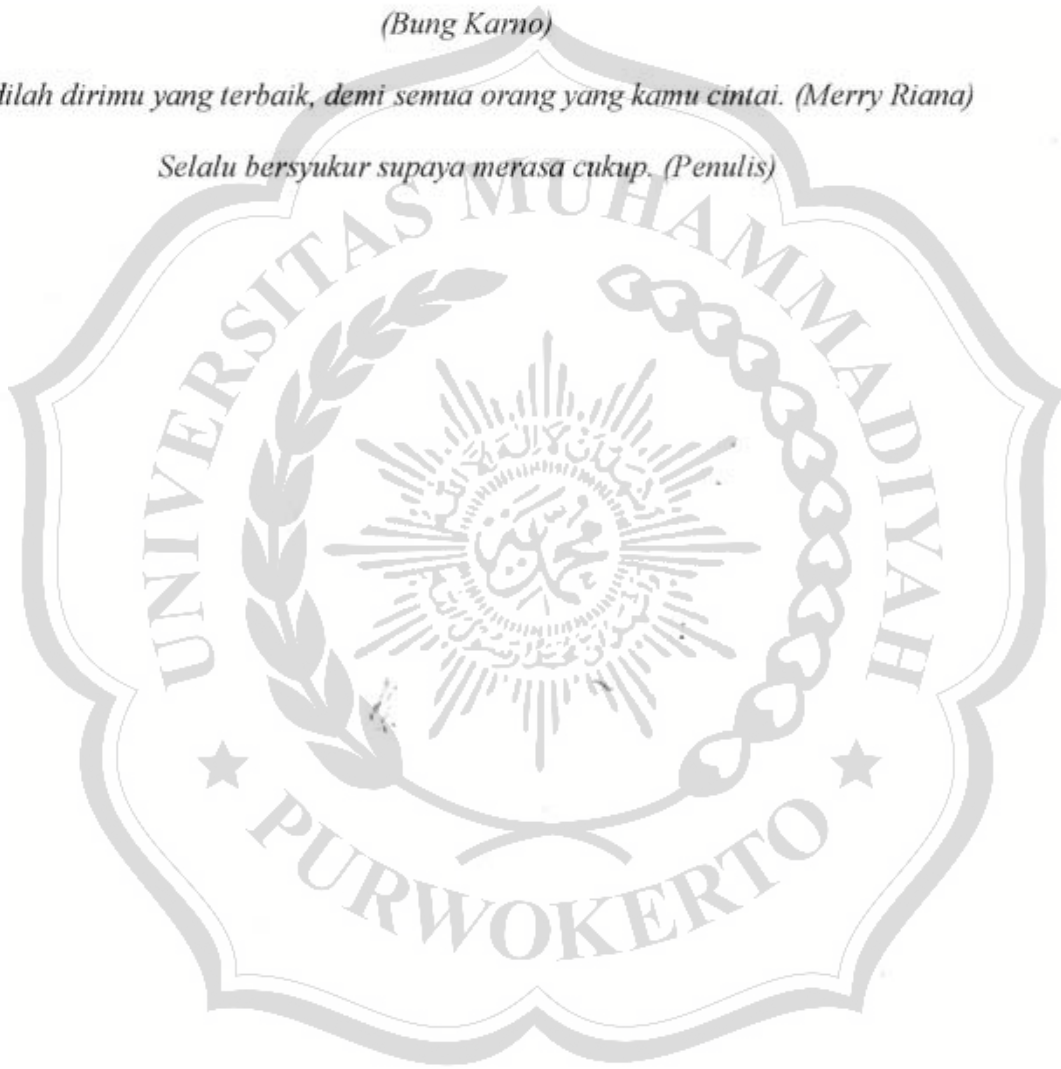 (Bung Karno)
dilah dirimu yang terbaik, demi semua orang yang kamu cintai. (Merry Riana)
Selalu bersyukur supaya merasa cukup. (Penulis)
UNIVERSITAS MUHAMMADIYAH
PURWOKERTO
محمد